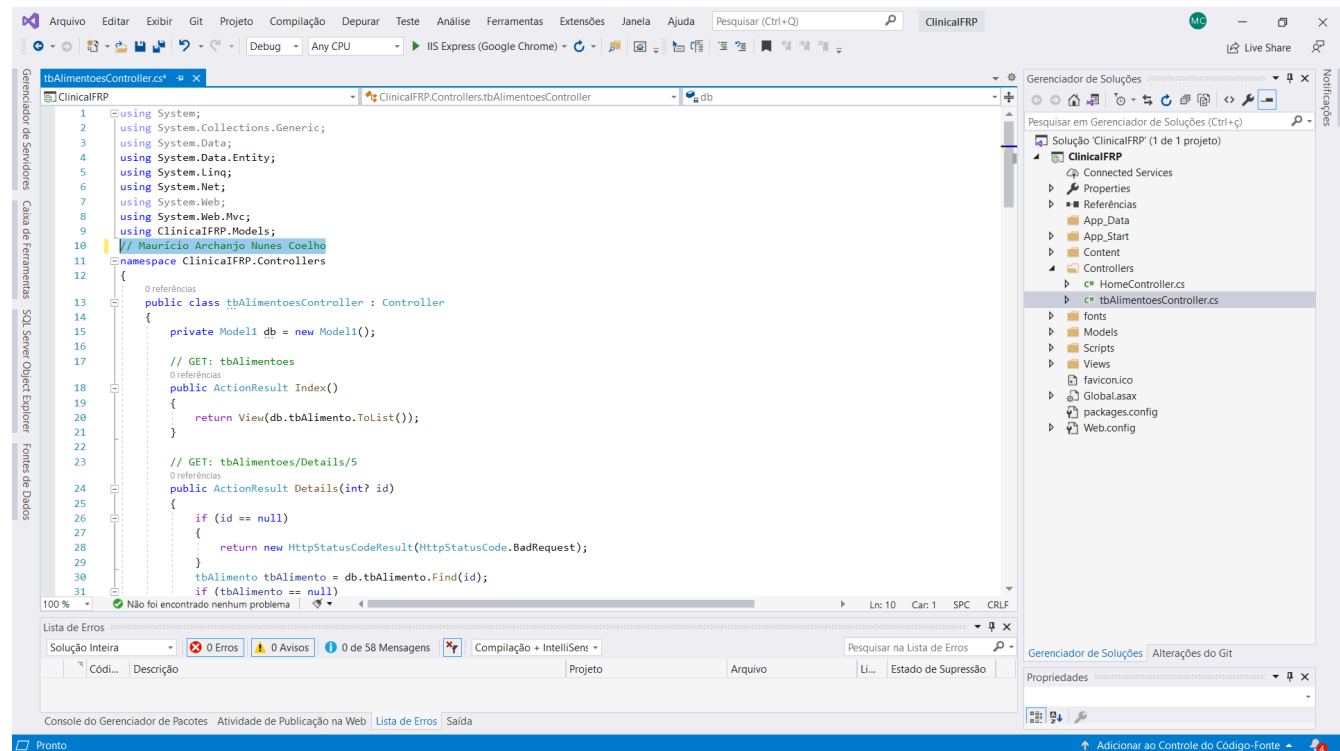 Arquivo Editar Exibir Git Projeto Compilação Depurar Teste Análise Ferramentas Extensões Janela Ajuda Pesquisar (Ctrl+Q) ClinicaIFRP MC
Debug Any CPU IIS Express (Google Chrome) Live Share
Gerenciador de Servidores
Caixa de Ferramentas
SQL Server Object Explorer
Fontes de Dados
tbAlimentoesController.cs*
ClinicaIFRP ClinicaIFRP.Controllers.tbAlimentoesController db
1 using System;
2 using System.Collections.Generic;
3 using System.Data;
4 using System.Data.Entity;
5 using System.Linq;
6 using System.Net;
7 using System.Web;
8 using System.Web.Mvc;
9 using ClinicaIFRP.Models;
10 // Maurício Archanjo Nunes Coelho
11 namespace ClinicaIFRP.Controllers
12 {
0 referências
13 public class tbAlimentoesController : Controller
14 {
15 private Model1 db = new Model1();
16
17 // GET: tbAlimentoes
0 referências
18 public ActionResult Index()
19 {
20 return View(db.tbAlimento.ToList());
21 }
22
23 // GET: tbAlimentoes/Details/5
0 referências
24 public ActionResult Details(int? id)
25 {
26 if (id == null)
27 {
28 return new HttpStatusCodeResult(HttpStatusCode.BadRequest);
29 }
30 tbAlimento tbAlimento = db.tbAlimento.Find(id);
31 if (tbAlimento == null)
100 % Não foi encontrado nenhum problema Ln: 10 Car: 1 SPC CRLF
Lista de Erros
Solução Inteira 0 Erros 0 Avisos 0 de 58 Mensagens Compilação + IntelliSens Pesquisar na Lista de Erros
Códi... Descrição Projeto Arquivo Li... Estado de Supressão
Console do Gerenciador de Pacotes Atividade de Publicação na Web Lista de Erros Saída
Gerenciador de Soluções
Pesquisar em Gerenciador de Soluções (Ctrl+ç)
Solução 'ClinicaIFRP' (1 de 1 projeto)
ClinicaIFRP
Connected Services
Properties
Referências
App_Data
App_Start
Content
Controllers
C# HomeController.cs
C# tbAlimentoesController.cs
fonts
Models
Scripts
Views
favicon.ico
Global.asax
packages.config
Web.config
Gerenciador de Soluções Alterações do Git
Propriedades
Notificações
Pronto Adicionar ao Controle do Código-Fonte 4